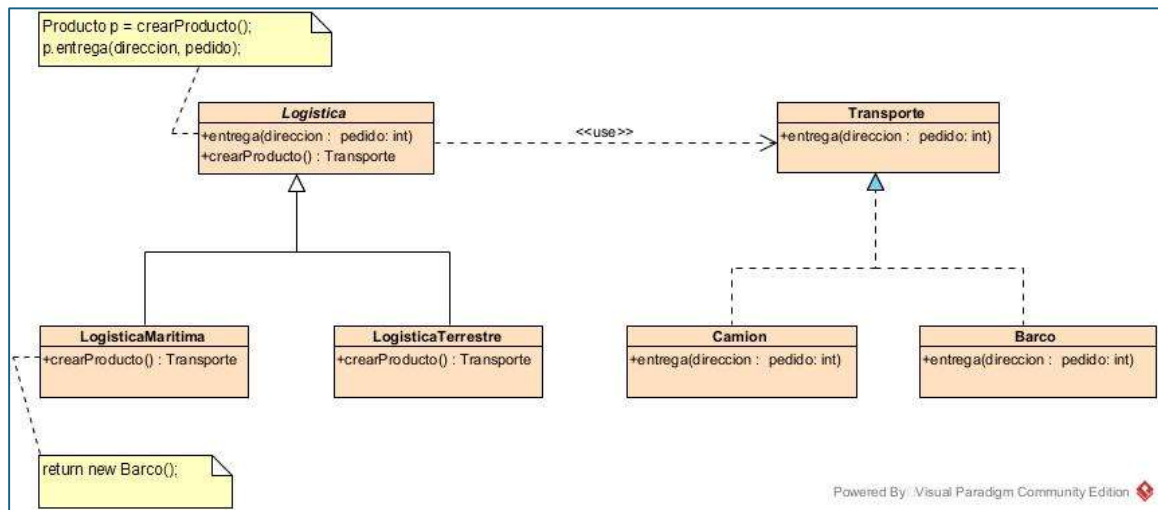 Producto p = crearProducto();
p.entrega(direccion, pedido);
Logistica
+entrega(direccion : pedido: int)
+crearProducto() : Transporte
<<use>>
Transporte
+entrega(direccion : pedido: int)
LogisticaMaritima
+crearProducto() : Transporte
LogisticaTerrestre
+crearProducto() : Transporte
Camion
+entrega(direccion : pedido: int)
Barco
+entrega(direccion : pedido: int)
return new Barco();
Powered By Visual Paradigm Community Edition